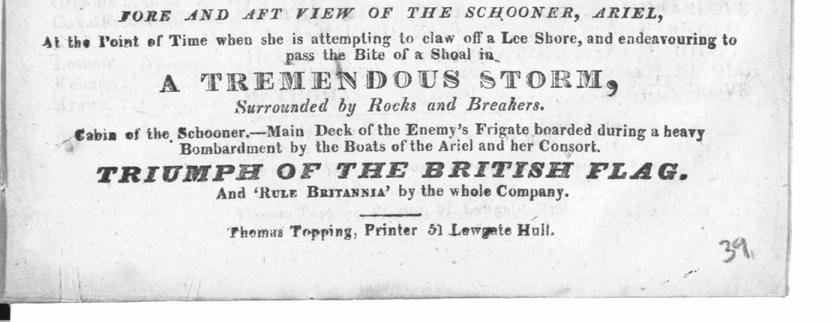 FORE AND AFT VIEW OF THE SCHOONER, ARIEL,
At the Point of Time when she is attempting to claw off a Lee Shore, and endeavouring to
pass the Bite of a Shoal in
A TREMENDOUS STORM,
Surrounded by Rocks and Breakers.
Cabin of the Schooner.—Main Deck of the Enemy's Frigate boarded during a heavy
Bombardment by the Boats of the Ariel and her Consort.
TRIUMPH OF THE BRITISH FLAG.
And 'RULE BRITANNIA' by the whole Company.
Thomas Topping, Printer 51 Lowgate Hull.
39.